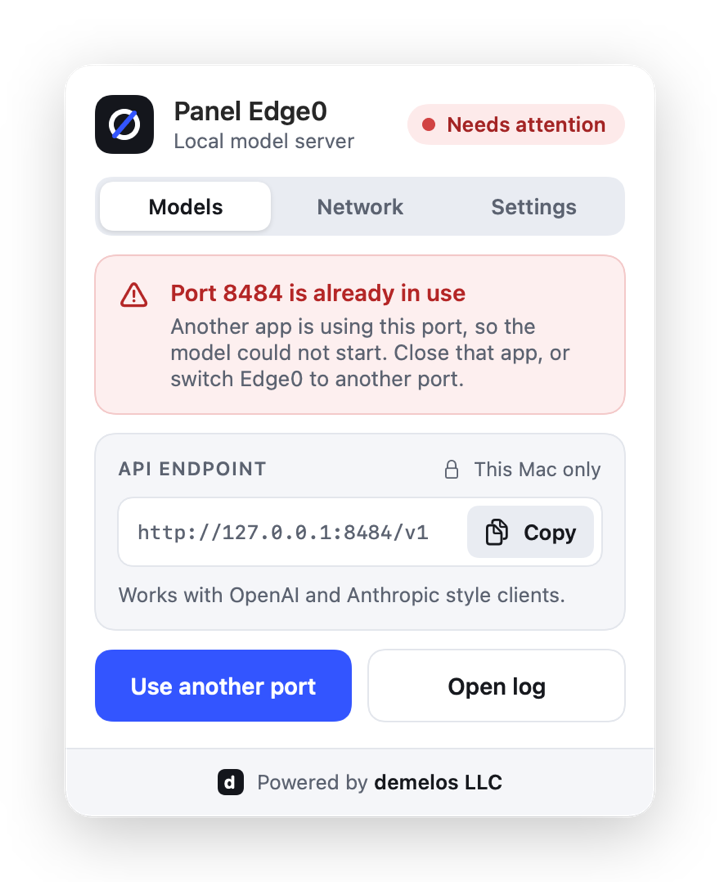 Panel Edge0
Local model server
Needs attention
Models
Network
Settings
Port 8484 is already in use
Another app is using this port, so the
model could not start. Close that app, or
switch Edge0 to another port.
API ENDPOINT
This Mac only
http://127.0.0.1:8484/v1
Copy
Works with OpenAI and Anthropic style clients.
Use another port
Open log
d
Powered by demelos LLC